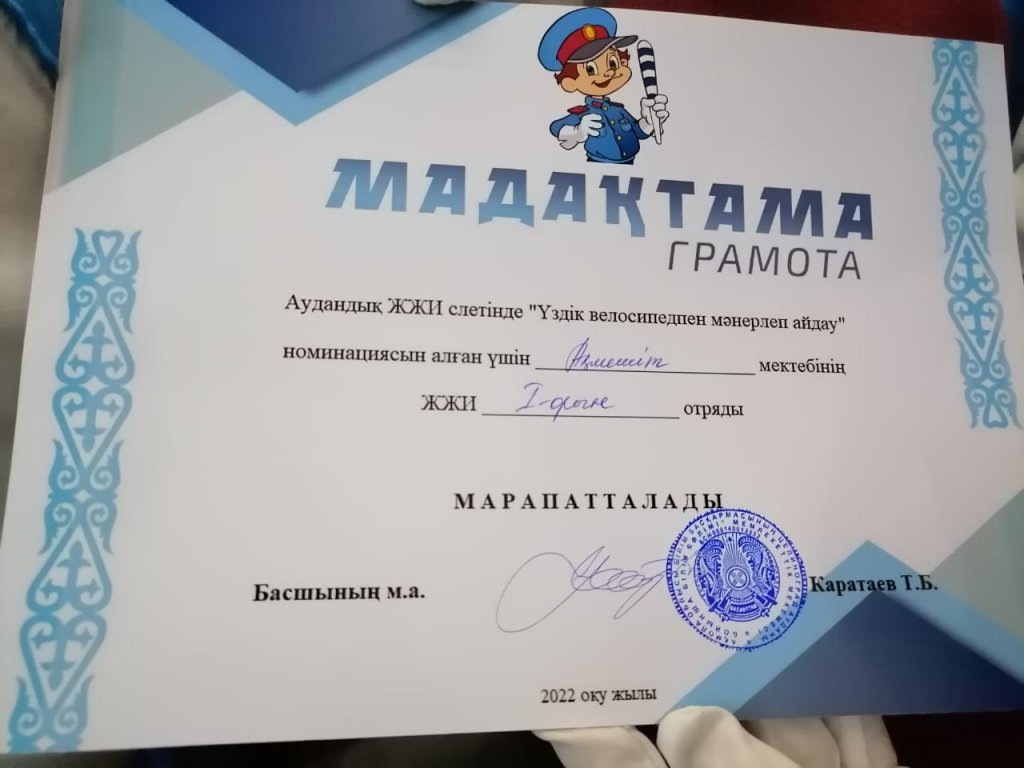 МАДАҚТАМА
ГРАМОТА
Аудандық ЖЖИ слетінде "Үздік велосипедпен мәнерлеп айдау"
номинациясын алған үшін Ақмешіт мектебінің
ЖЖИ I-орын отряды
МАРАПАТТАЛАДЫ
Басшының м.а. Каратаев Т.Б.
2022 оқу жылы